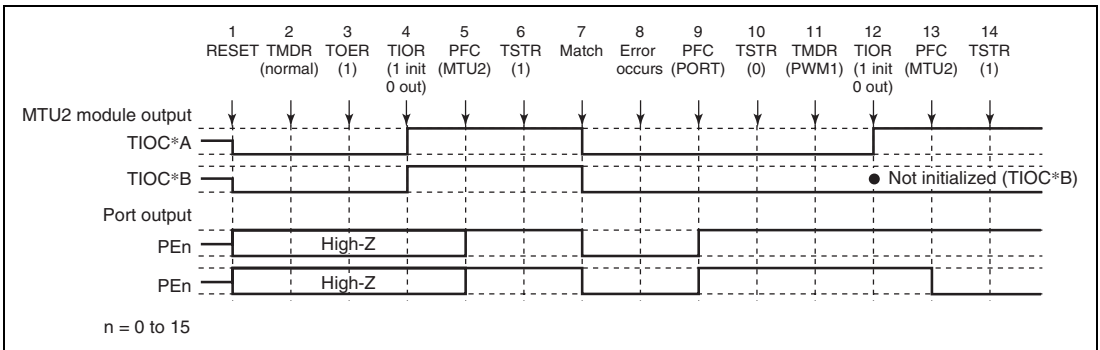 1 2 3 4 5 6 7 8 9 10 11 12 13 14
RESET TMDR TOER TIOR PFC TSTR Match Error PFC TSTR TMDR TIOR PFC TSTR
(normal) (1) (1 init (MTU2) (1) occurs (PORT) (0) (PWM1) (1 init (MTU2) (1)
0 out) 0 out)
MTU2 module output
TIOC*A
TIOC*B
Not initialized (TIOC*B)
Port output
PEn
High-Z
PEn
High-Z
n = 0 to 15